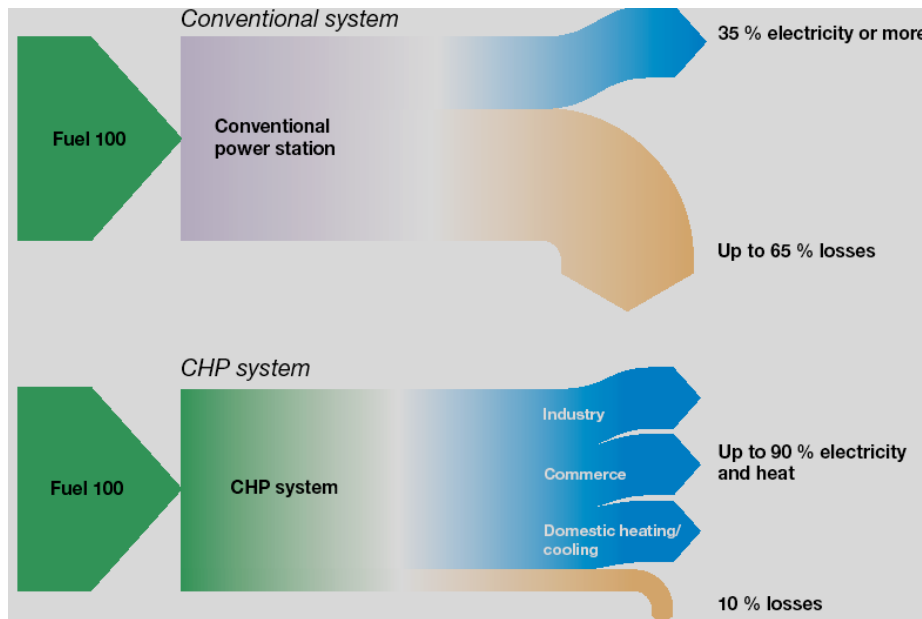 Conventional system
35 % electricity or more
Fuel 100
Conventional
power station
Up to 65 % losses
CHP system
Industry
Up to 90 % electricity
and heat
Commerce
Fuel 100
CHP system
Domestic heating/
cooling
10 % losses